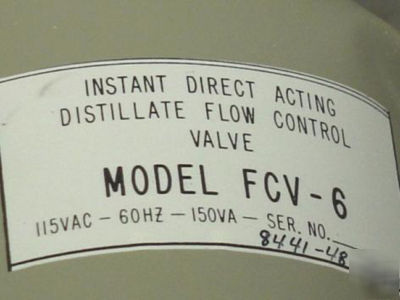 INSTANT DIRECT ACTING
DISTILLATE FLOW CONTROL
VALVE
MODEL FCV-6
115VAC - 60HZ - 150VA - SER. NO.
8441-48